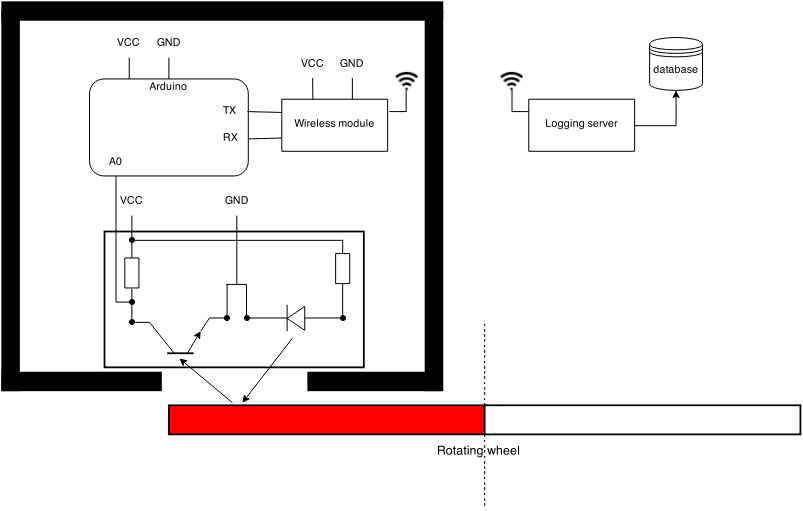 VCC GND
Arduino
TX
RX
A0
VCC GND
Wireless module
database
Logging server
VCC GND
Rotating wheel